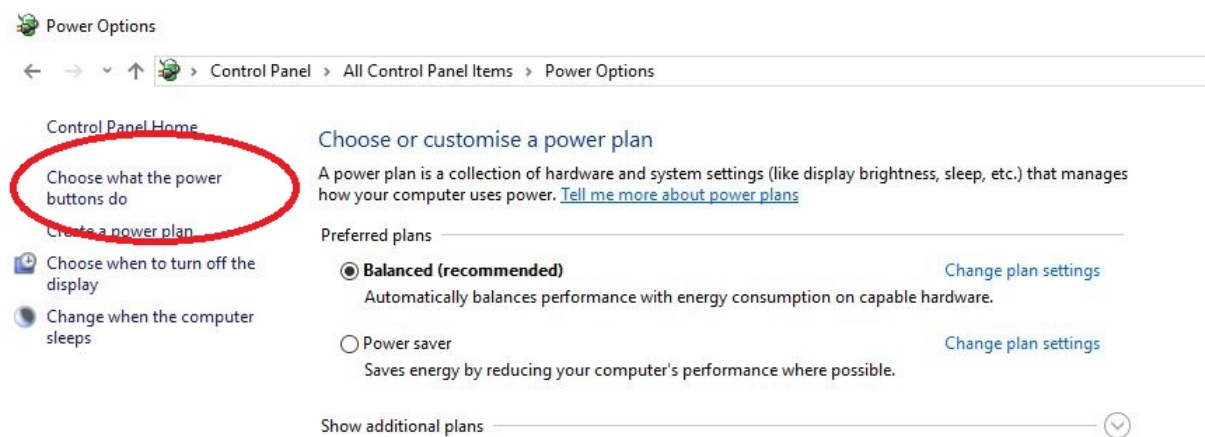 Power Options
Control Panel > All Control Panel Items > Power Options
Control Panel Home
Choose what the power
buttons do
Create a power plan
Choose when to turn off the
display
Change when the computer
sleeps
Choose or customise a power plan
A power plan is a collection of hardware and system settings (like display brightness, sleep, etc.) that manages
how your computer uses power. Tell me more about power plans
Preferred plans
Balanced (recommended) Change plan settings
Automatically balances performance with energy consumption on capable hardware.
Power saver Change plan settings
Saves energy by reducing your computer's performance where possible.
Show additional plans